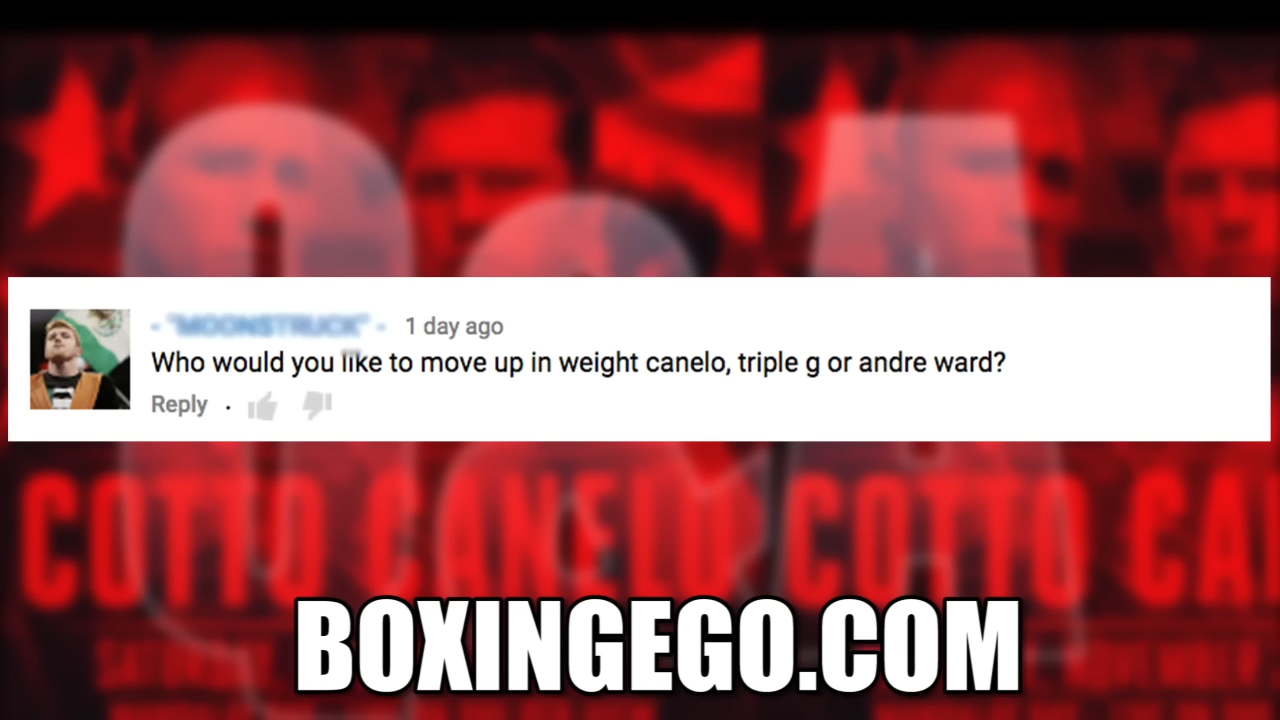 Q&A
- "MOONSTRUCK" - 1 day ago
Who would you like to move up in weight canelo, triple g or andre ward?
Reply ·
COTTO CANELO COTTO CA
BOXINGEGO.COM